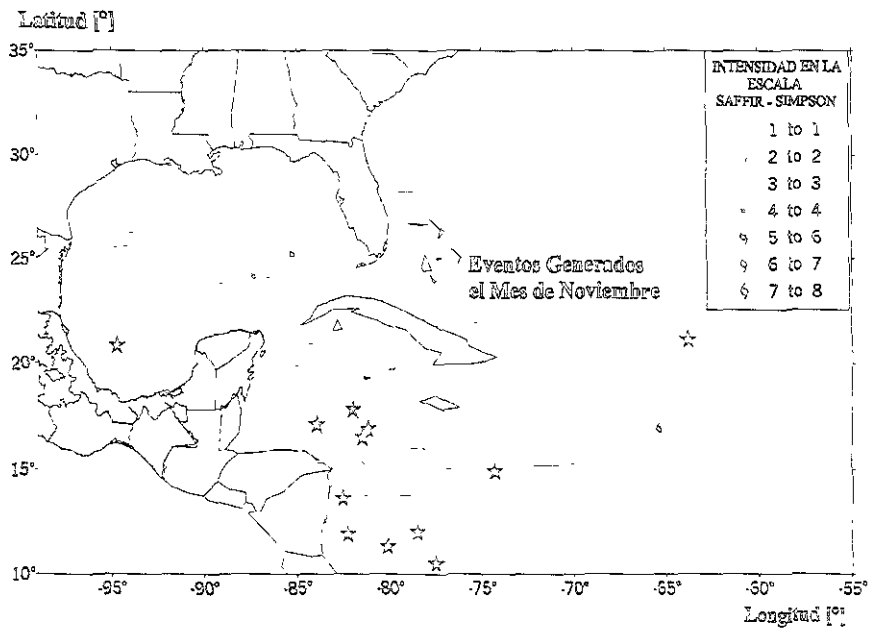 Latitud [°]
35°
30°
25°
20°
15°
10°
INTENSIDAD EN LA
ESCALA
SAFFIR - SIMPSON
1 to 1
2 to 2
3 to 3
4 to 4
5 to 6
6 to 7
7 to 8
Eventos Generados
el Mes de Noviembre
-95°
-90°
-85°
-80°
-75°
-70°
-65°
-60°
-55°
Longitud [°]